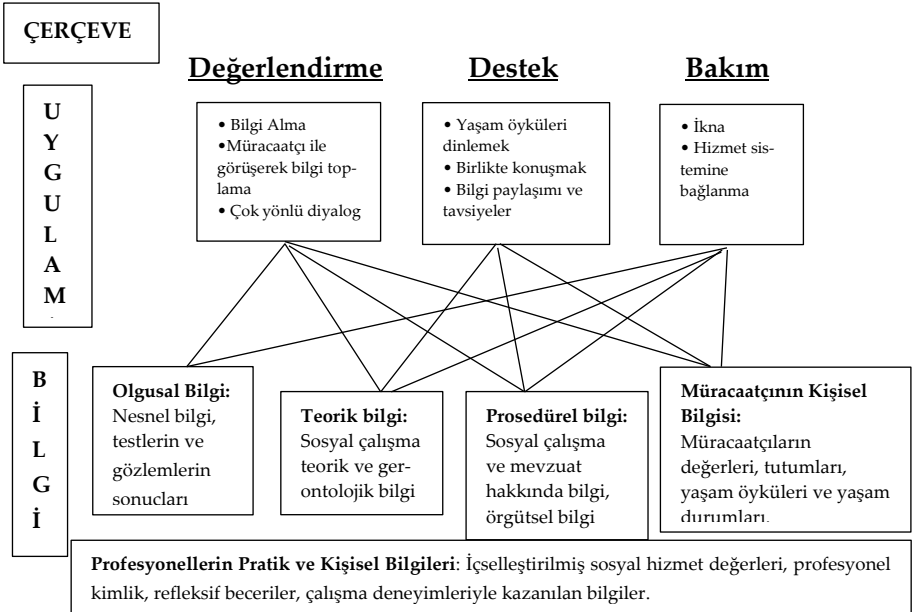 ÇERÇEVE
Değerlendirme
Destek
Bakım
U
Y
G
U
L
A
M
• Bilgi Alma
•Müracaatçı ile
görüşerek bilgi top-
lama
• Çok yönlü diyalog
• Yaşam öyküleri
dinlemek
• Birlikte konuşmak
• Bilgi paylaşımı ve
tavsiyeler
• İkna
• Hizmet sis-
temine
bağlanma
B
İ
L
G
İ
Olgusal Bilgi:
Nesnel bilgi,
testlerin ve
gözlemlerin
sonucları
Teorik bilgi:
Sosyal çalışma
teorik ve ger-
ontolojik bilgi
Prosedürel bilgi:
Sosyal çalışma
ve mevzuat
hakkında bilgi,
örgütsel bilgi
Müracaatçının Kişisel
Bilgisi:
Müracaatçıların
değerleri, tutumları,
yaşam öyküleri ve yaşam
durumları.
Profesyonellerin Pratik ve Kişisel Bilgileri: İçselleştirilmiş sosyal hizmet değerleri, profesyonel
kimlik, refleksif beceriler, çalışma deneyimleriyle kazanılan bilgiler.